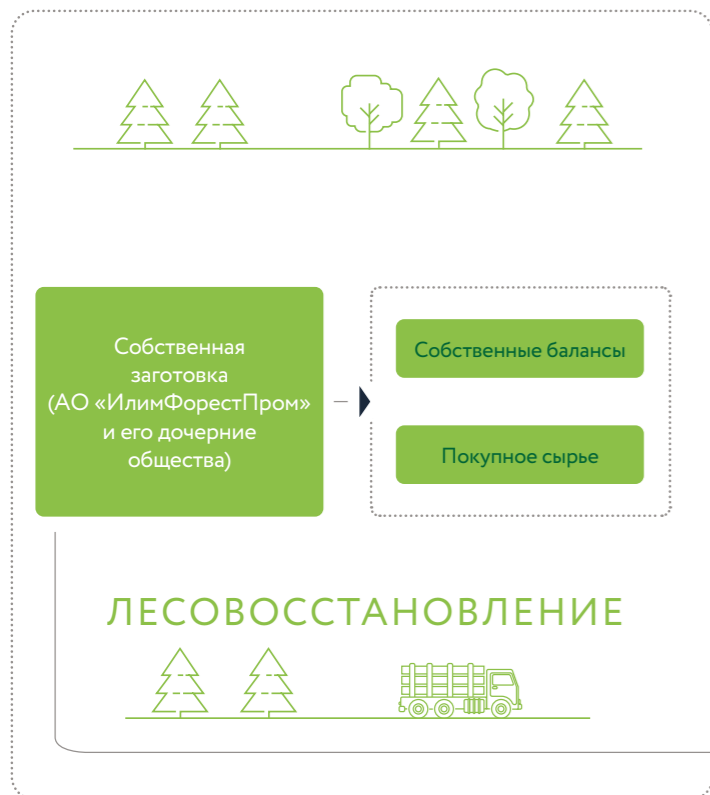 Собственная
заготовка
(АО «ИлимФорестПром»
и его дочерние
общества)
Собственные балансы
Покупное сырье
ЛЕСОВОССТАНОВЛЕНИЕ